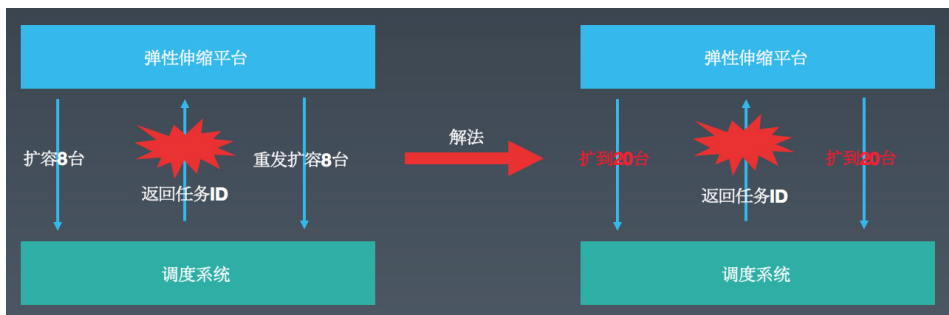 弹性伸缩平台
扩容8台
返回任务ID
重发扩容8台
调度系统
解法
弹性伸缩平台
扩到20台
返回任务ID
扩到20台
调度系统